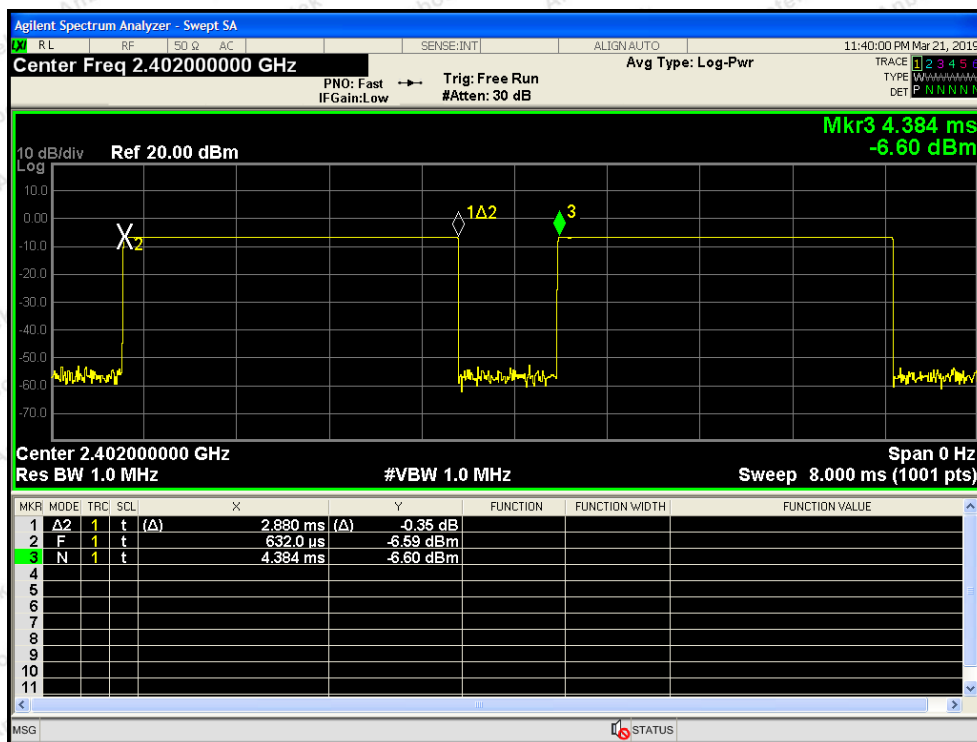 Agilent Spectrum Analyzer - Swept SA
LXI RL RF 50 Ω AC SENSE:INT ALIGNAUTO 11:40:00 PM Mar 21, 2019
Center Freq 2.402000000 GHz Avg Type: Log-Pwr TRACE 1 2 3 4 5 6
PNO: Fast Trig: Free Run TYPE WWWWWW
IFGain:Low #Atten: 30 dB DET P N N N N N
Mkr3 4.384 ms
10 dB/div Ref 20.00 dBm -6.60 dBm
Log
10.0
0.00 1Δ2 3
-10.0 2
-20.0
-30.0
-40.0
-50.0
-60.0
-70.0
Center 2.402000000 GHz Span 0 Hz
Res BW 1.0 MHz #VBW 1.0 MHz Sweep 8.000 ms (1001 pts)
MKR MODE TRC SCL X Y FUNCTION FUNCTION WIDTH FUNCTION VALUE
1 Δ2 1 t (Δ) 2.880 ms (Δ) -0.35 dB
2 F 1 t 632.0 µs -6.59 dBm
3 N 1 t 4.384 ms -6.60 dBm
4
5
6
7
8
9
10
11
MSG STATUS